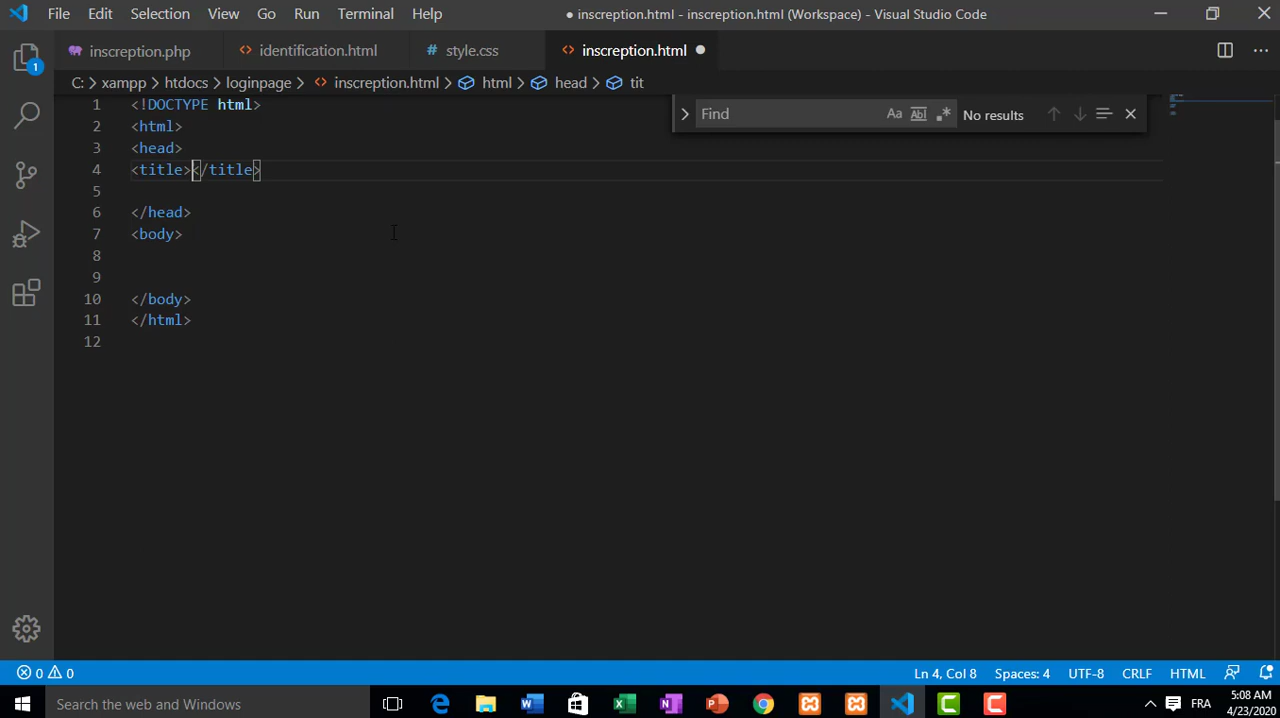 File Edit Selection View Go Run Terminal Help ● inscreption.html - inscreption.html (Workspace) - Visual Studio Code
inscreption.php identification.html # style.css <> inscreption.html ●
C: > xampp > htdocs > loginpage > <> inscreption.html > html > head > tit
1 <!DOCTYPE html>
Find Aa Abl .* No results
2 <html>
3 <head>
4 <title></title>
5
6 </head>
7 <body>
8
9
10 </body>
11 </html>
12
1
0 0 Ln 4, Col 8 Spaces: 4 UTF-8 CRLF HTML
Search the web and Windows FRA 5:08 AM
4/23/2020